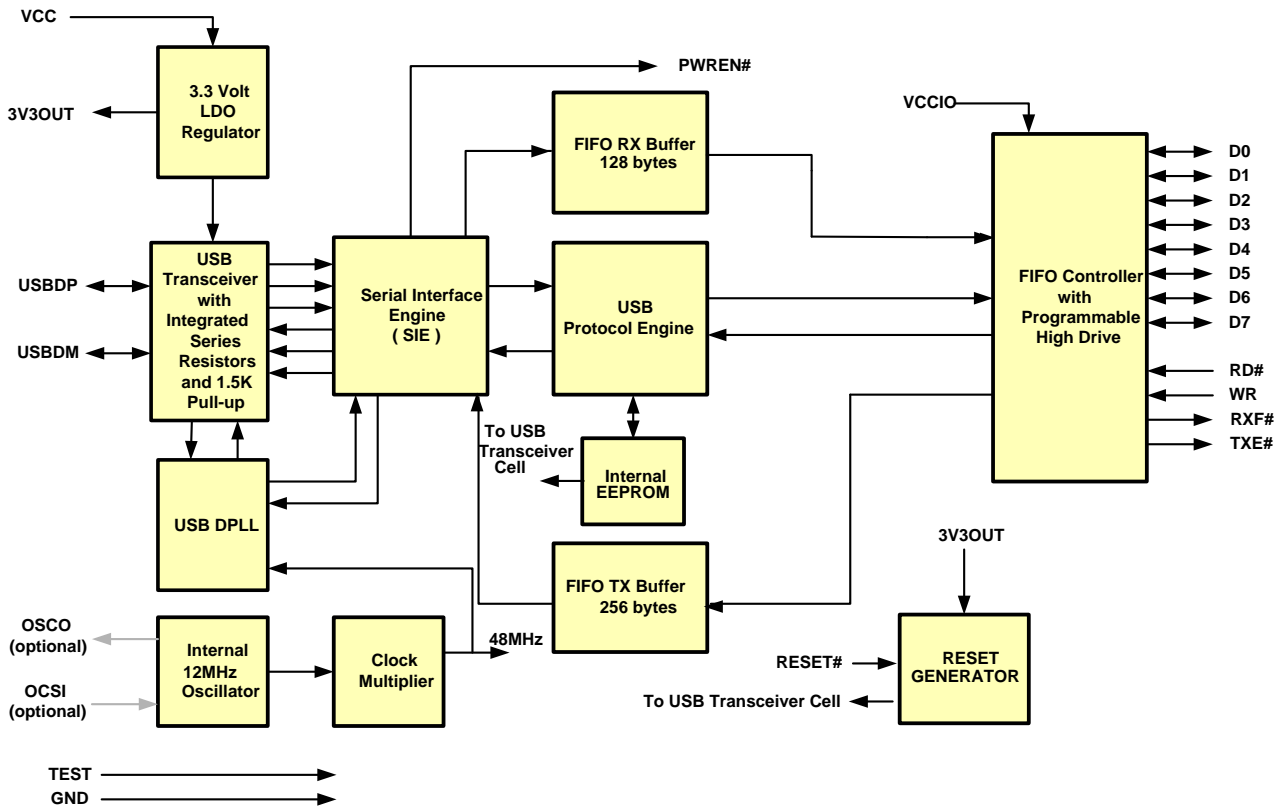 VCC
3.3 Volt
LDO
Regulator
3V3OUT
PWREN#
FIFO RX Buffer
128 bytes
VCCIO
FIFO Controller
with
Programmable
High Drive
D0
D1
D2
D3
D4
D5
D6
D7
RD#
WR
RXF#
TXE#
USBDP
USBDM
USB
Transceiver
with
Integrated
Series
Resistors
and 1.5K
Pull-up
Serial Interface
Engine
( SIE )
USB
Protocol Engine
To USB
Transceiver
Cell
Internal
EEPROM
USB DPLL
FIFO TX Buffer
256 bytes
3V3OUT
RESET#
RESET
GENERATOR
To USB Transceiver Cell
OSCO
(optional)
OCSI
(optional)
Internal
12MHz
Oscillator
Clock
Multiplier
48MHz
TEST
GND